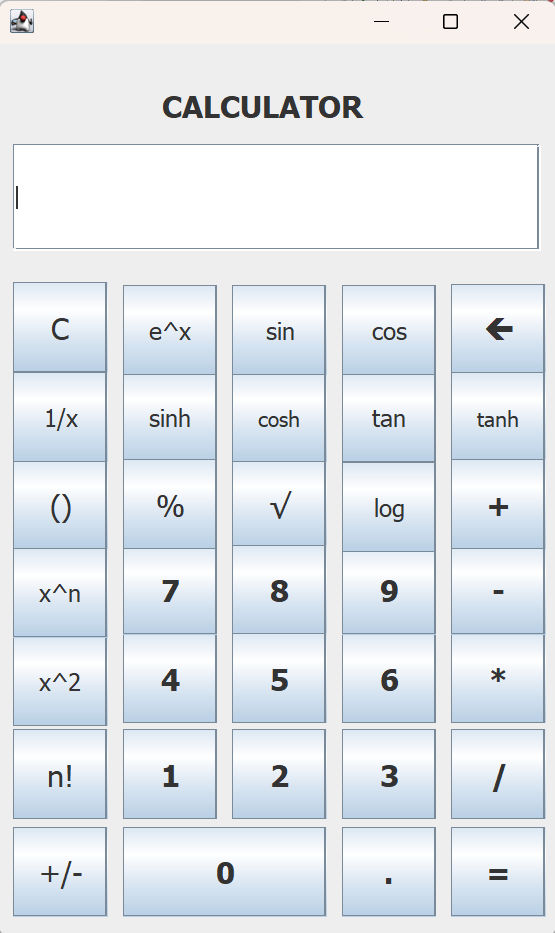 CALCULATOR
C e^x sin cos 🡰
1/x sinh cosh tan tanh
() % √ log +
x^n 7 8 9 -
x^2 4 5 6 *
n! 1 2 3 /
+/- 0 . =